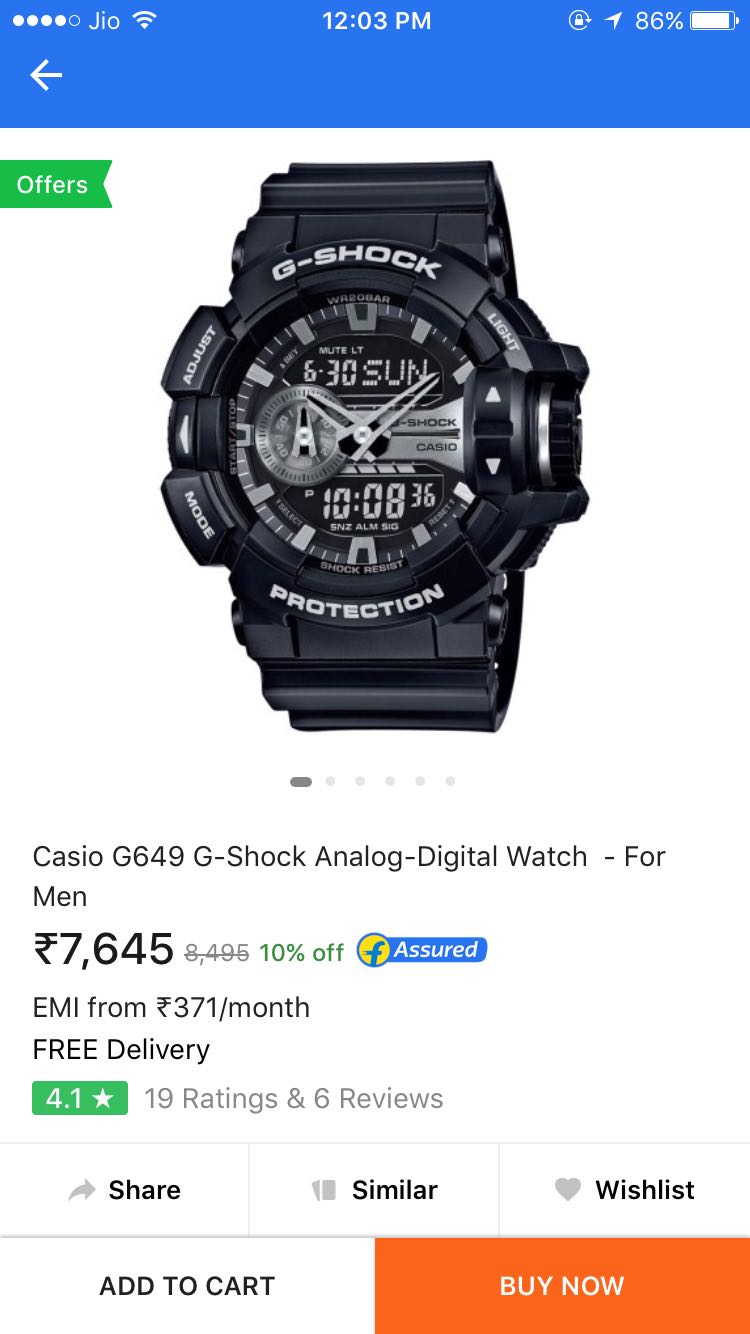 Jio 12:03 PM 86%
Offers
G-SHOCK
WR20BAR
ADJUST
LIGHT
MUTE LT
6-30 SUN
START/STOP
G-SHOCK
CASIO
P 10:08 36
SNZ ALM SIG
MODE
SELECT
RESET
SHOCK RESIST
PROTECTION
Casio G649 G-Shock Analog-Digital Watch - For
Men
₹7,645 8,495 10% off f Assured
EMI from ₹371/month
FREE Delivery
4.1 ★ 19 Ratings & 6 Reviews
Share Similar Wishlist
ADD TO CART BUY NOW